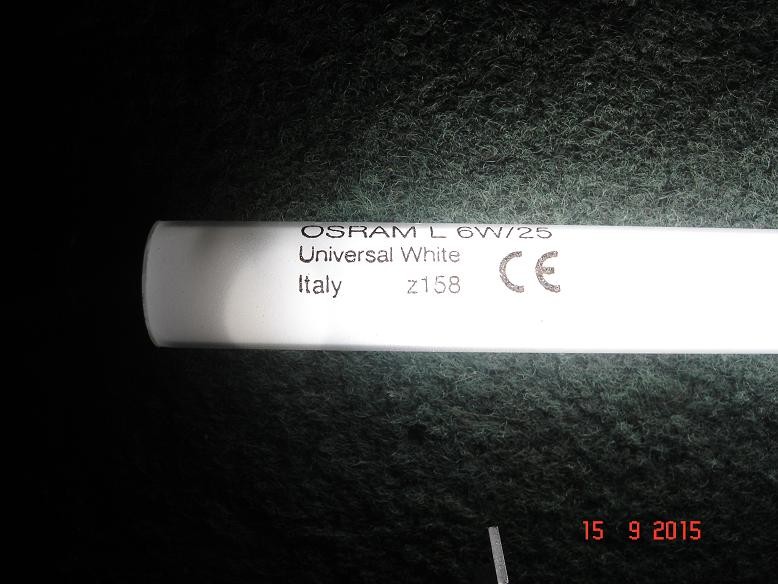 OSRAM L 6W/25
Universal White
Italy z158 CE
15 9 2015